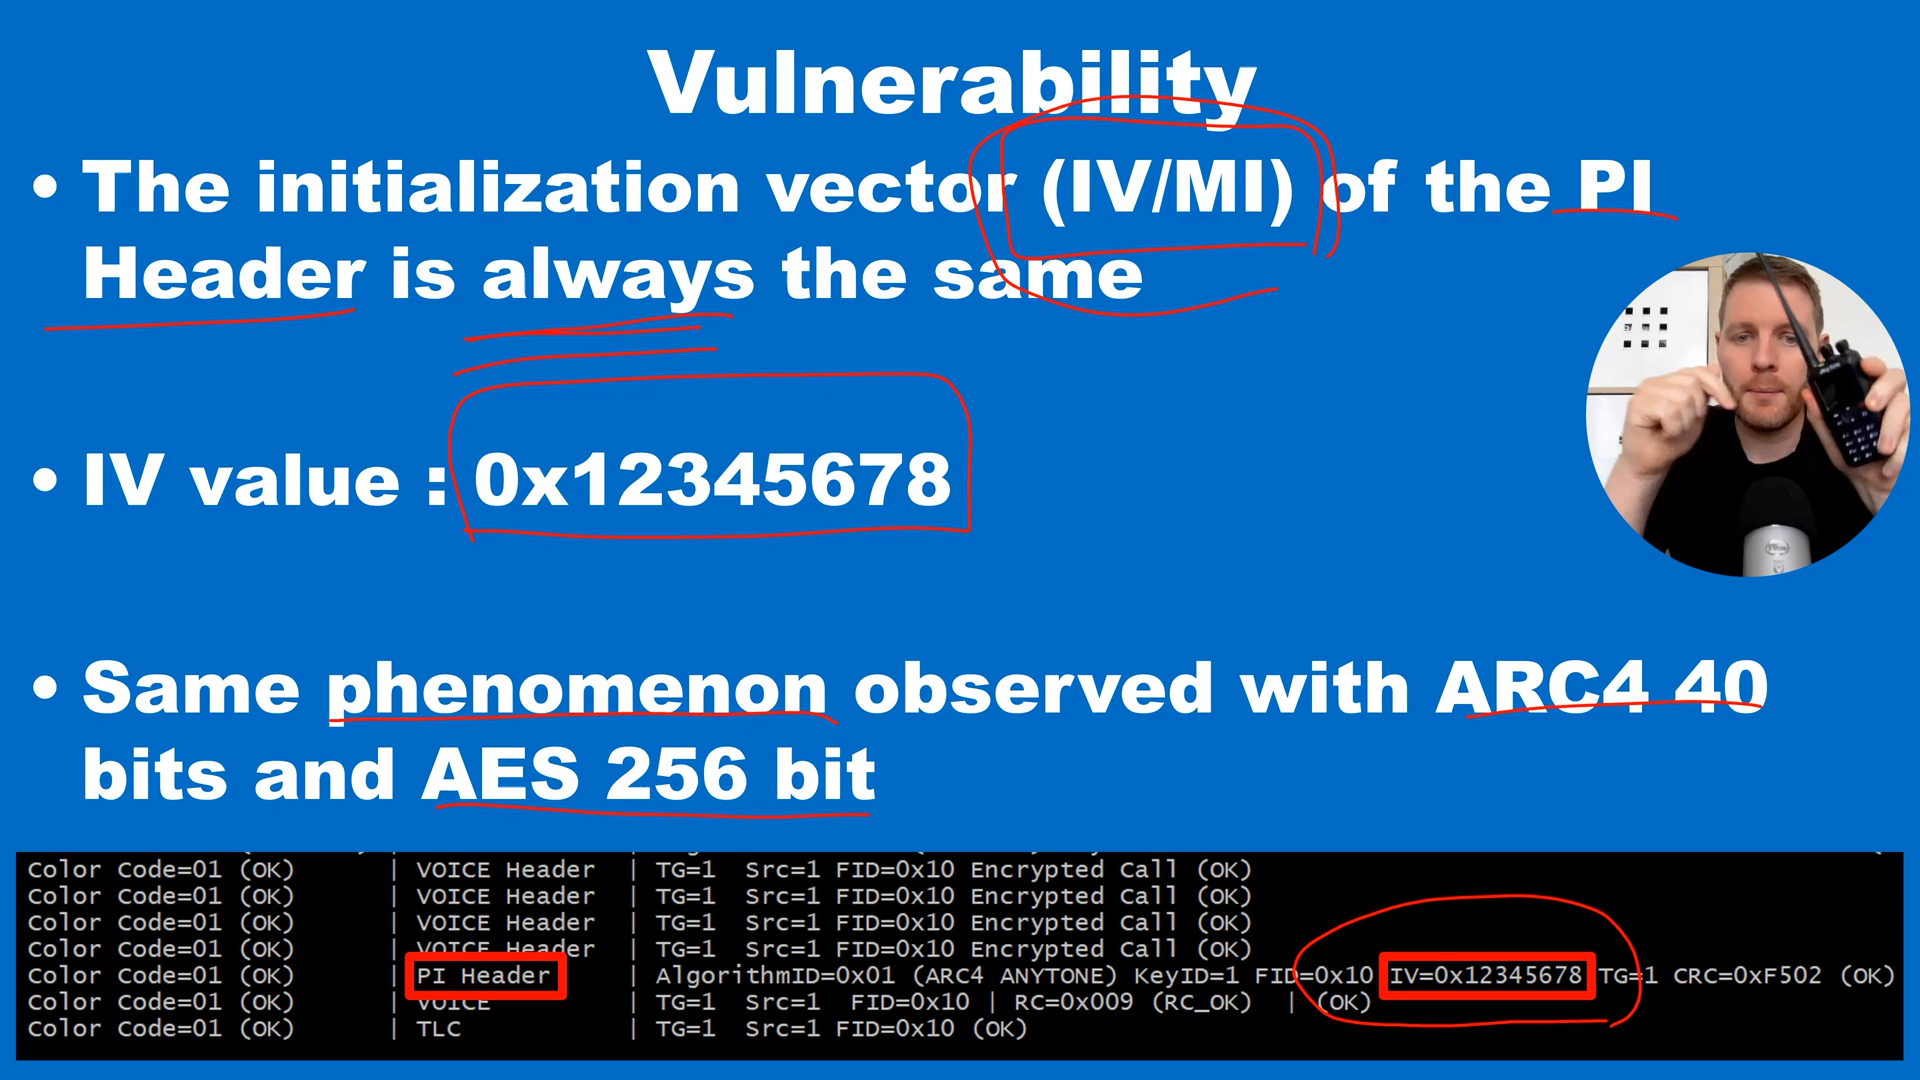 Vulnerability
• The initialization vector (IV/MI) of the PI
Header is always the same
• IV value : 0x12345678
• Same phenomenon observed with ARC4 40
bits and AES 256 bit
Color Code=01 (OK) | VOICE Header | TG=1 Src=1 FID=0x10 Encrypted Call (OK)
Color Code=01 (OK) | VOICE Header | TG=1 Src=1 FID=0x10 Encrypted Call (OK)
Color Code=01 (OK) | VOICE Header | TG=1 Src=1 FID=0x10 Encrypted Call (OK)
Color Code=01 (OK) | VOICE Header | TG=1 Src=1 FID=0x10 Encrypted Call (OK)
Color Code=01 (OK) | PI Header | AlgorithmID=0x01 (ARC4 ANYTONE) KeyID=1 FID=0x10 IV=0x12345678 TG=1 CRC=0xF502 (OK)
Color Code=01 (OK) | VOICE | TG=1 Src=1 FID=0x10 | RC=0x009 (RC_OK) | (OK)
Color Code=01 (OK) | TLC | TG=1 Src=1 FID=0x10 (OK)